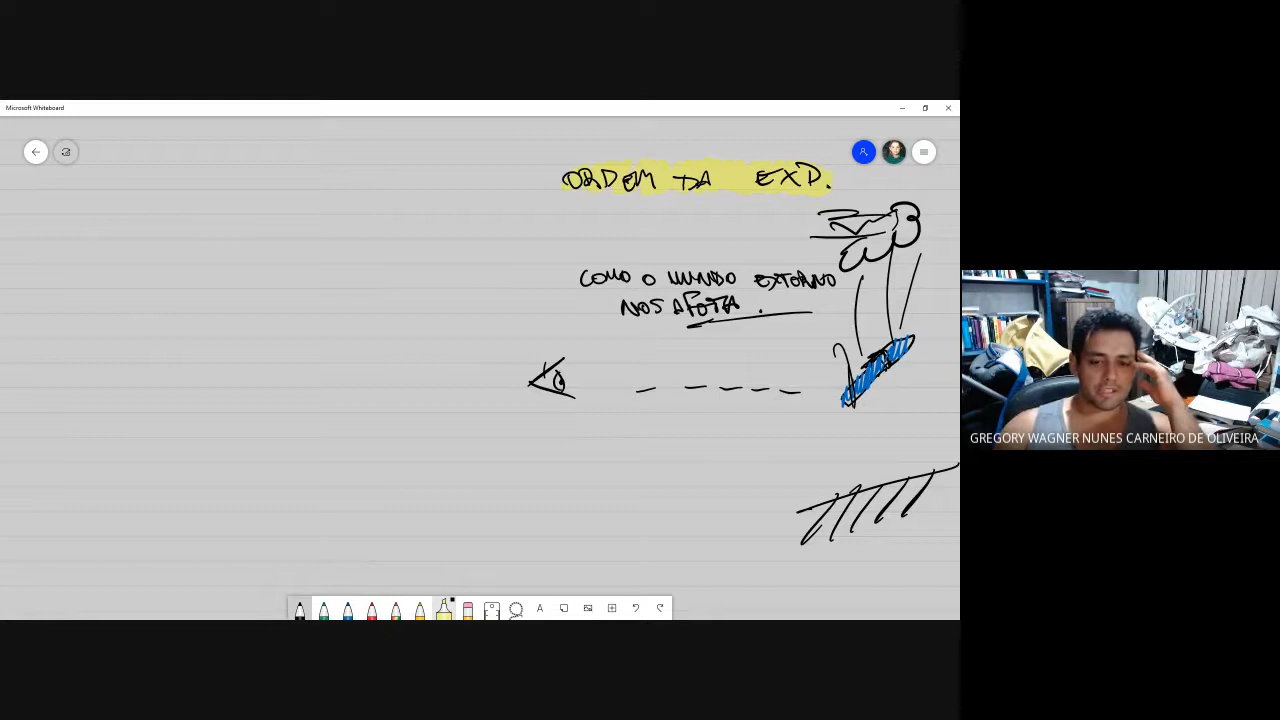 Microsoft Whiteboard
ORDEM DA EXP.
COMO O MUNDO EXTERNO
NOS AFETA.
A
GREGORY WAGNER NUNES CARNEIRO DE OLIVEIRA